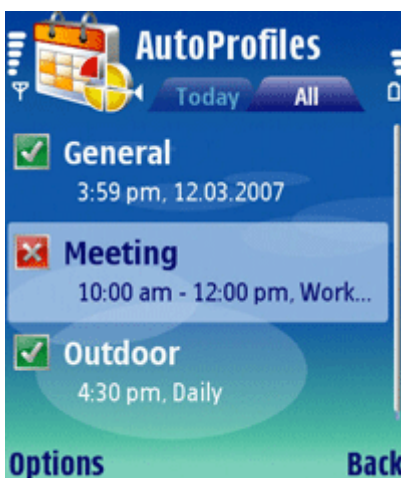 AutoProfiles
Today All
General
3:59 pm, 12.03.2007
Meeting
10:00 am - 12:00 pm, Work...
Outdoor
4:30 pm, Daily
Options Back